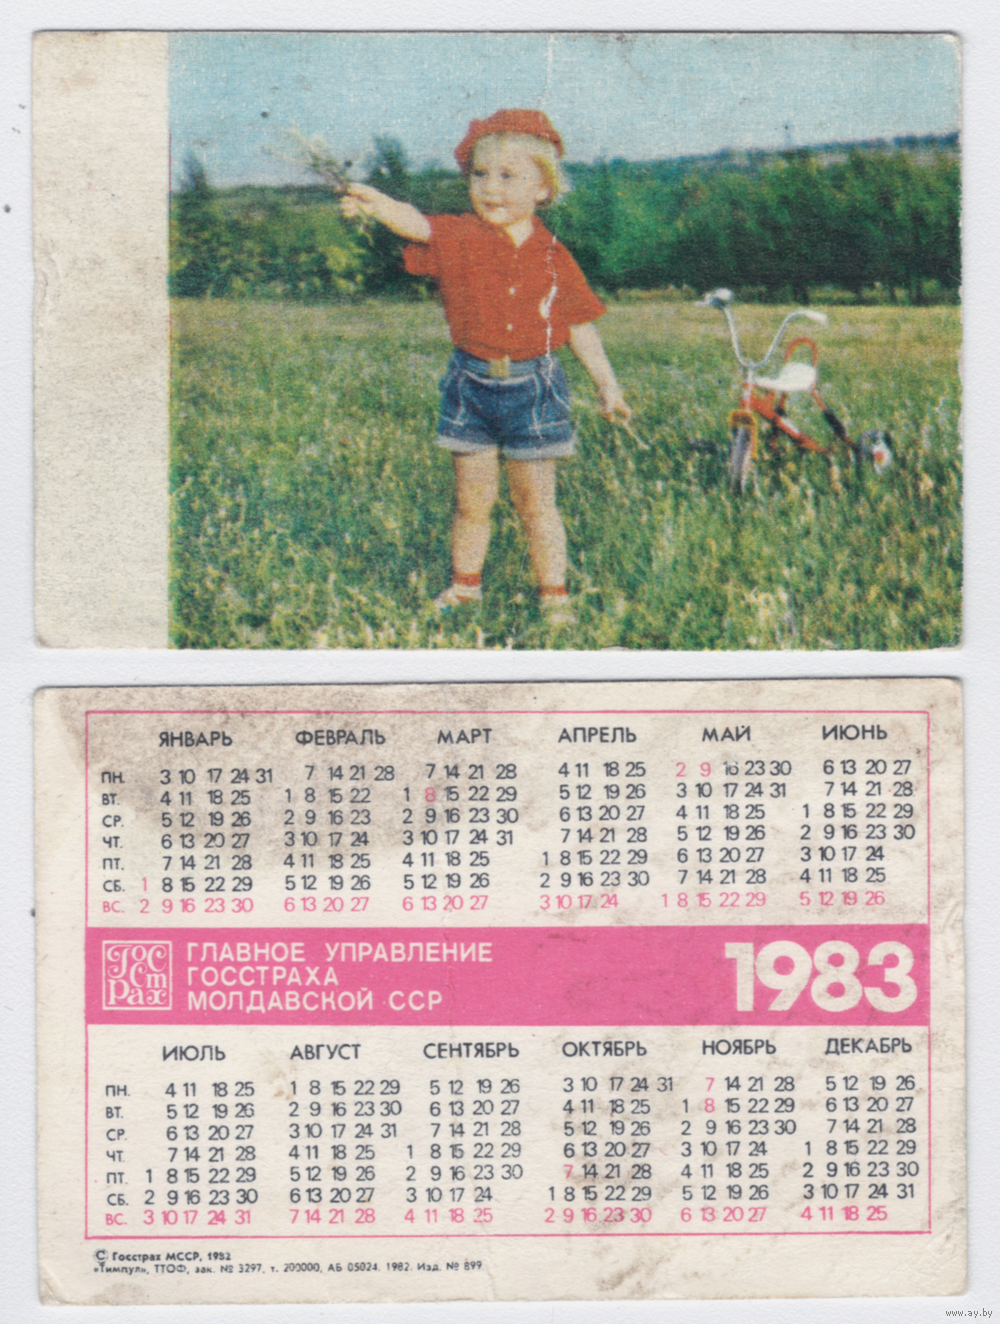 ЯНВАРЬ ФЕВРАЛЬ МАРТ АПРЕЛЬ МАЙ ИЮНЬ
ПН. 3 10 17 24 31 7 14 21 28 7 14 21 28 4 11 18 25 2 9 16 23 30 6 13 20 27
ВТ. 4 11 18 25 1 8 15 22 1 8 15 22 29 5 12 19 26 3 10 17 24 31 7 14 21 28
СР. 5 12 19 26 2 9 16 23 2 9 16 23 30 6 13 20 27 4 11 18 25 1 8 15 22 29
ЧТ. 6 13 20 27 3 10 17 24 3 10 17 24 31 7 14 21 28 5 12 19 26 2 9 16 23 30
ПТ. 7 14 21 28 4 11 18 25 4 11 18 25 1 8 15 22 29 6 13 20 27 3 10 17 24
СБ. 1 8 15 22 29 5 12 19 26 5 12 19 26 2 9 16 23 30 7 14 21 28 4 11 18 25
ВС. 2 9 16 23 30 6 13 20 27 6 13 20 27 3 10 17 24 1 8 15 22 29 5 12 19 26
ГОССТРАХ
ГЛАВНОЕ УПРАВЛЕНИЕ
ГОССТРАХА
МОЛДАВСКОЙ ССР
1983
ИЮЛЬ АВГУСТ СЕНТЯБРЬ ОКТЯБРЬ НОЯБРЬ ДЕКАБРЬ
ПН. 4 11 18 25 1 8 15 22 29 5 12 19 26 3 10 17 24 31 7 14 21 28 5 12 19 26
ВТ. 5 12 19 26 2 9 16 23 30 6 13 20 27 4 11 18 25 1 8 15 22 29 6 13 20 27
СР. 6 13 20 27 3 10 17 24 31 7 14 21 28 5 12 19 26 2 9 16 23 30 7 14 21 28
ЧТ. 7 14 21 28 4 11 18 25 1 8 15 22 29 6 13 20 27 3 10 17 24 1 8 15 22 29
ПТ. 1 8 15 22 29 5 12 19 26 2 9 16 23 30 7 14 21 28 4 11 18 25 2 9 16 23 30
СБ. 2 9 16 23 30 6 13 20 27 3 10 17 24 1 8 15 22 29 5 12 19 26 3 10 17 24 31
ВС. 3 10 17 24 31 7 14 21 28 4 11 18 25 2 9 16 23 30 6 13 20 27 4 11 18 25
© Госстрах МССР, 1982
«Тимпул», ТТОФ, зак. № 3297, т. 200000, АБ 05024, 1982. Изд. № 899
www.ay.by